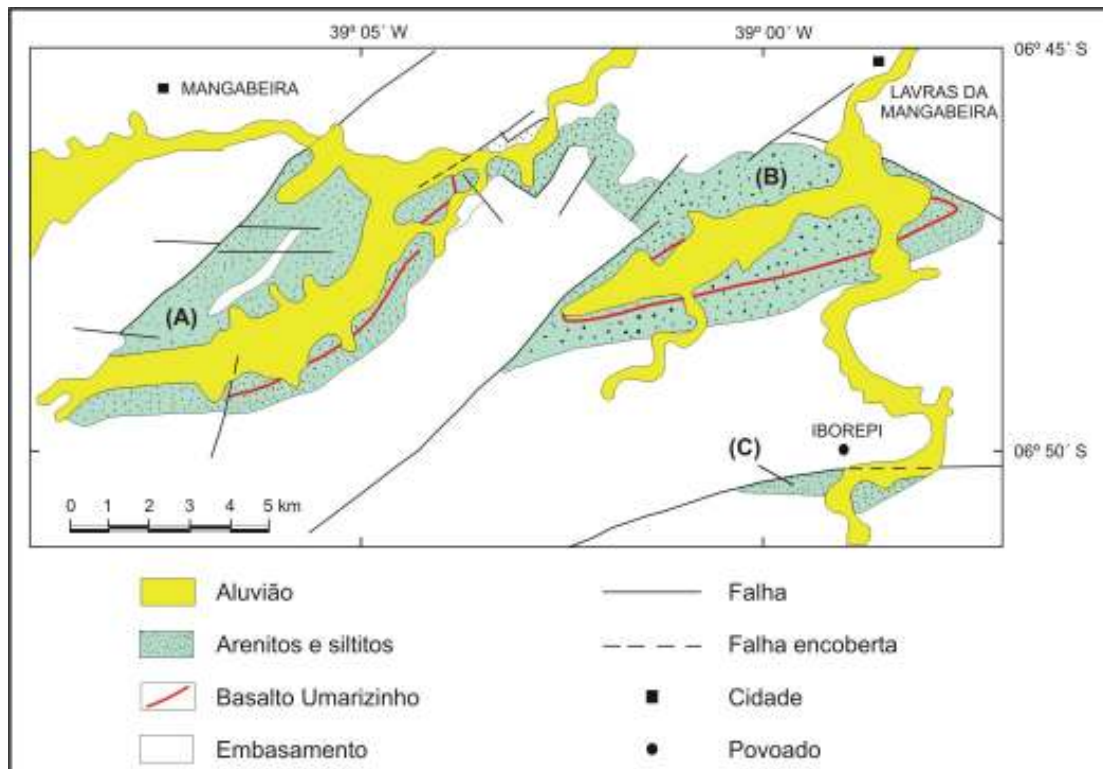 39º 05´ W
39º 00´ W
06º 45´ S
MANGABEIRA
LAVRAS DA
MANGABEIRA
(B)
(A)
IBOREPI
(C)
06º 50´ S
0 1 2 3 4 5 km
Aluvião
Falha
Arenitos e siltitos
Falha encoberta
Basalto Umarizinho
Cidade
Embasamento
Povoado